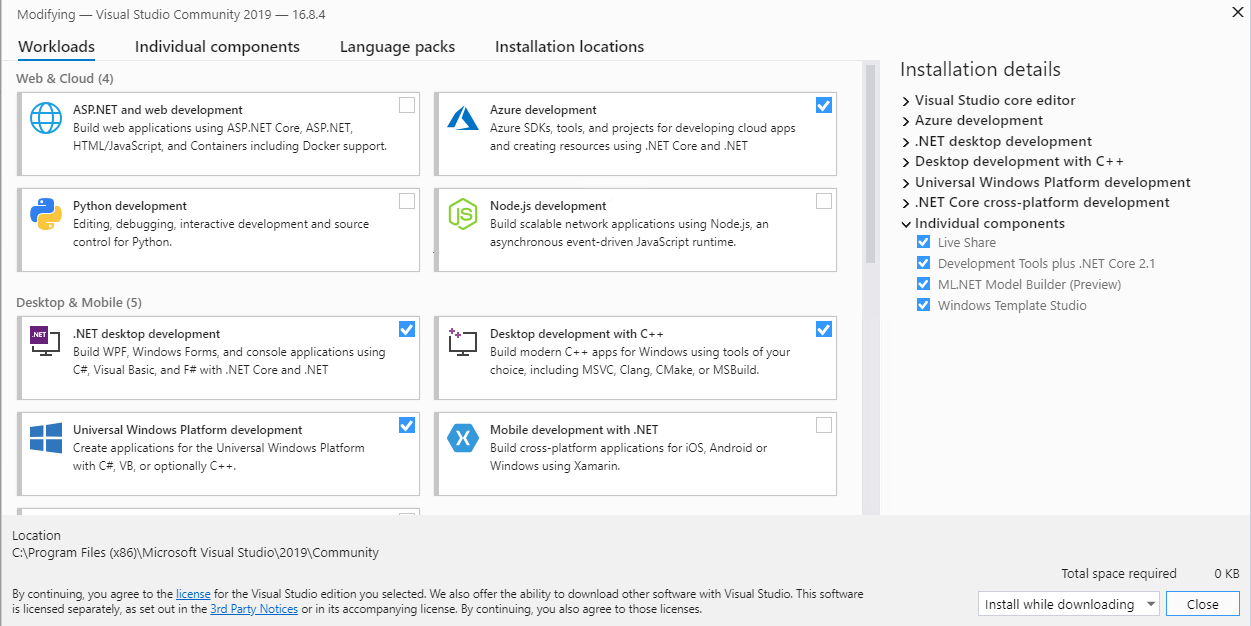 Modifying — Visual Studio Community 2019 — 16.8.4
Workloads
Individual components
Language packs
Installation locations
Web & Cloud (4)
ASP.NET and web development
Build web applications using ASP.NET Core, ASP.NET,
HTML/JavaScript, and Containers including Docker support.
Azure development
Azure SDKs, tools, and projects for developing cloud apps
and creating resources using .NET Core and .NET
Python development
Editing, debugging, interactive development and source
control for Python.
JS
Node.js development
Build scalable network applications using Node.js, an
asynchronous event-driven JavaScript runtime.
Desktop & Mobile (5)
.NET
.NET desktop development
Build WPF, Windows Forms, and console applications using
C#, Visual Basic, and F# with .NET Core and .NET
Desktop development with C++
Build modern C++ apps for Windows using tools of your
choice, including MSVC, Clang, CMake, or MSBuild.
Universal Windows Platform development
Create applications for the Universal Windows Platform
with C#, VB, or optionally C++.
Mobile development with .NET
Build cross-platform applications for iOS, Android or
Windows using Xamarin.
Installation details
Visual Studio core editor
Azure development
.NET desktop development
Desktop development with C++
Universal Windows Platform development
.NET Core cross-platform development
Individual components
Live Share
Development Tools plus .NET Core 2.1
ML.NET Model Builder (Preview)
Windows Template Studio
Location
C:\Program Files (x86)\Microsoft Visual Studio\2019\Community
By continuing, you agree to the license for the Visual Studio edition you selected. We also offer the ability to download other software with Visual Studio. This software
is licensed separately, as set out in the 3rd Party Notices or in its accompanying license. By continuing, you also agree to those licenses.
Total space required 0 KB
Install while downloading
Close